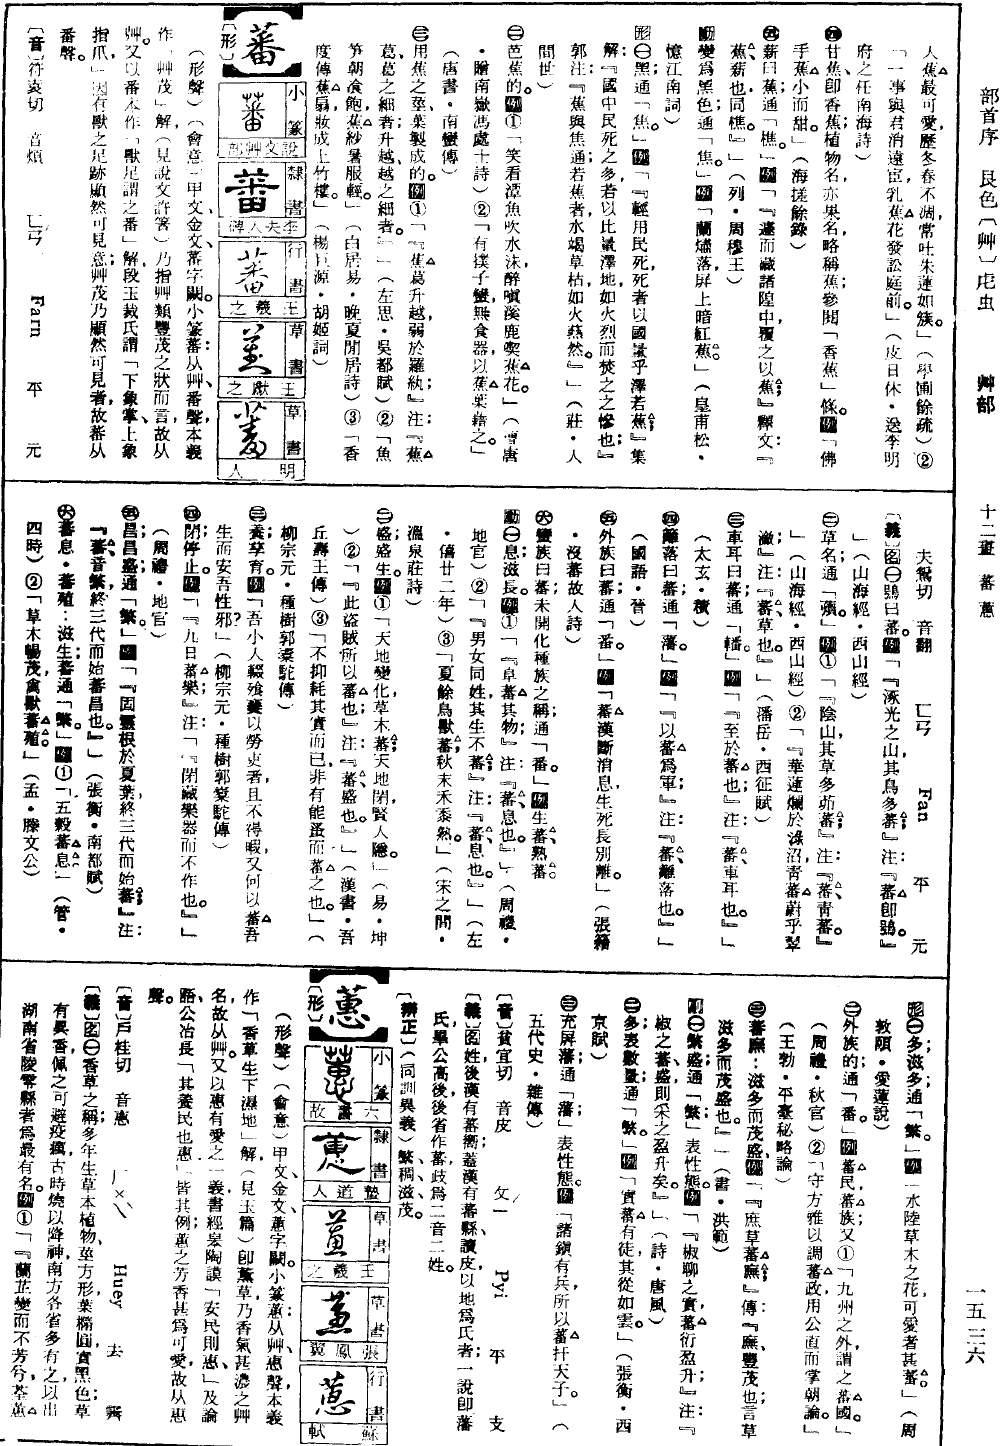 部首序 艮色〔艸〕虍虫 艸部 十二畫 蕃 蕙 一五三六
人蕉最可愛歷冬春不凋常吐朱蓮如簇。」(學圃餘疏)②
「一事與君消遠宦乳蕉花發訟庭前。」(皮日休・送李明
府之任南海詩)
㊃甘蕉卽香蕉植物名亦果名略稱蕉參閱「香蕉」條。例「佛
手蕉小而甜。」(海搓餘錄)
㊄薪曰蕉通「樵。」例「『遽而藏諸隍中覆之以蕉』釋文:『
蕉薪也同樵』」(列・周穆王)
動變爲黑色通「焦。」例「蘭燼落屏上暗紅蕉。」(皇甫松・
憶江南詞)
形㊀黑通「焦。」例「『輕用民死死者以國量乎澤若蕉』集
解:『國中民死之多若以比量澤地如火烈而焚之之慘也』
郭注:『蕉與焦通若蕉者水竭草枯如火爇然。』」(莊・人
間世)
㊁芭蕉的。例①「笑看潭魚吹水沫醉嗔溪鹿喫蕉花。」(曹唐
・贈南嶽馮處士詩)②「有撲子蠻無食器以蕉葉藉之。」
(唐書・南蠻傳)
㊂用蕉之莖葉製成的。例①「『蕉葛升越弱於羅紈』注:『蕉
葛葛之細者升越越之細者』」(左思・吳都賦)②「魚
笋朝飡飽蕉紗暑服輕。」(白居易・晚夏閒居詩)③「香
度傳蕉扇妝成上竹樓。」(楊巨源・胡姬詞)
蕃
〔形〕
小篆 蕃 說文艸部
隸書 蕃 李夫人碑
行書 蕃 王羲之
草書 蕃 王獻之
草書 蕃 明人
(形聲)(會意)甲文金文蕃字闕。小篆蕃从艸、番聲本義
作「艸茂」解(見說文許箸)乃指艸類豐茂之狀而言故从
艸。又以番本作「獸足謂之番」解段玉裁氏謂「下象掌上象
指爪」因有獸之足跡顯然可見意艸茂乃顯然可見者故蕃从
番聲。
〔音〕符袁切 音煩 ㄈㄢˊ Farn 平 元
夫鴛切 音翻 ㄈㄢ Fan 平 元
〔義〕名㊀鴞曰蕃。例「『涿光之山其鳥多蕃』注:『蕃卽鴞』
」(山海經・西山經)
㊁草名通「薠。」例①「『陰山其草多茆蕃』注:『蕃青蕃。』
」(山海經・西山經)②「『華蓮爛於淥沼青蕃蔚乎翠
瀲』注:『蕃草也。』」(潘岳・西征賦)
㊂車耳曰蕃通「轓。」例「『至於蕃也』注:『蕃車耳也。』」
(太玄・積)
㊃籬落曰蕃通「藩。」例「『以蕃爲軍』注:『蕃籬落也。』」
(國語・晉)
㊄外族曰蕃通「番。」例「蕃漢斷消息生死長別離。」(張籍
・沒蕃故人詩)
㊅蠻族曰蕃未開化種族之稱通「番。」例生蕃熟蕃。
動㊀息;滋長。例①「『阜蕃其物』注:『蕃息也。』」(周禮・
地官)②「『男女同姓其生不蕃』注:『蕃息也。』」(左
・僖廿二年)③「夏餘鳥獸蕃秋末禾黍熟。」(宋之問・
溫泉莊詩)
㊁盛;盛生。例①「天地變化草木蕃天地閉賢人隱。」(易・坤
)②「『此盜賊所以蕃也』注:『蕃盛也。』」(漢書・吾
丘壽王傳)③「不抑耗其實而已非有能蚤而蕃之也。」(
柳宗元・種樹郭橐駝傳
㊂養;孳育。例「吾小人輟飧饔以勞吏者且不得暇又何以蕃吾
生而安吾性邪?」(柳宗元・種樹郭橐駝傳)
㊃閉;停止。例「『九曰蕃樂』注:『閉藏樂器而不作也。』」
(周禮・地官)
㊄昌;昌盛通「繁。」例「『固靈根於夏葉終三代而始蕃』注:
『蕃音繁終三代而始蕃昌也。』」(張衡・南都賦)
㊅蕃息・蕃殖:滋生蕃通「繁。」例①「五穀蕃息。」(管・
四時)②「草木暢茂禽獸蕃殖。」(孟・滕文公)
形㊀多;滋多通「繁。」例「水陸草木之花可愛者甚蕃。」(周
敦頤・愛蓮說)
㊁外族的通「番。」例蕃民;蕃族又①「九州之外謂之蕃國。」
(周禮・秋官)②「守方雅以調蕃政用公直而掌朝論。」
(王勃・平臺秘略論)
㊂蕃廡:滋多而茂盛。例「『庶草蕃廡』傳:『廡豐茂也言草
滋多而茂盛也。』」(書・洪範)
副㊀繁盛通「繁」表性態。例「『椒聊之實蕃衍盈升』注:『
椒之蕃盛則采之盈升矣。』」(詩・唐風)
㊁多表數量通「繁。」例「實蕃有徒其從如雲。」(張衡・西
京賦)
㊂充屏藩通「藩」表性態。例「諸鎭有兵所以蕃扞天子。」(
五代史・雜傳)
〔音〕貧宜切 音皮 ㄆㄧˊ Pyi 平 支
〔義〕名姓後漢有蕃嚮蓋漢有蕃縣讀皮以地爲氏者一說卽藩
氏畢公高後後省作蕃歧爲二音二姓。
〔辨正〕(同訓異義)繁、稠、滋、茂。
蕙
〔形〕
小篆 蕙 六書故
隸書 蕙 蟄道人
草書 蕙 王羲之
草書 蕙 張鳳翼
行書 蕙 蘇軾
(形聲)(會意)甲文、金文蕙字闕。小篆蕙从艸、惠聲本義
作「香草生下濕地」解(見玉篇)卽薰草乃香氣甚濃之艸
名故从艸。又以惠有愛之一義書經皋陶謨「安民則惠」及論
語公冶長「其養民也惠」皆其例;蕙之芳香甚爲可愛,故从惠
聲。
〔音〕戶桂切 音惠 ㄏㄨㄟˋ Huey 去 霽
〔義〕名㊀香草之稱多年生草本植物莖方形葉橢圓實黑色;草
有異香佩之可避疫癘古時燒以降神南方各省多有之以出
湖南省陵零縣者爲最有名。例①「『蘭芷變而不芳兮荃蕙